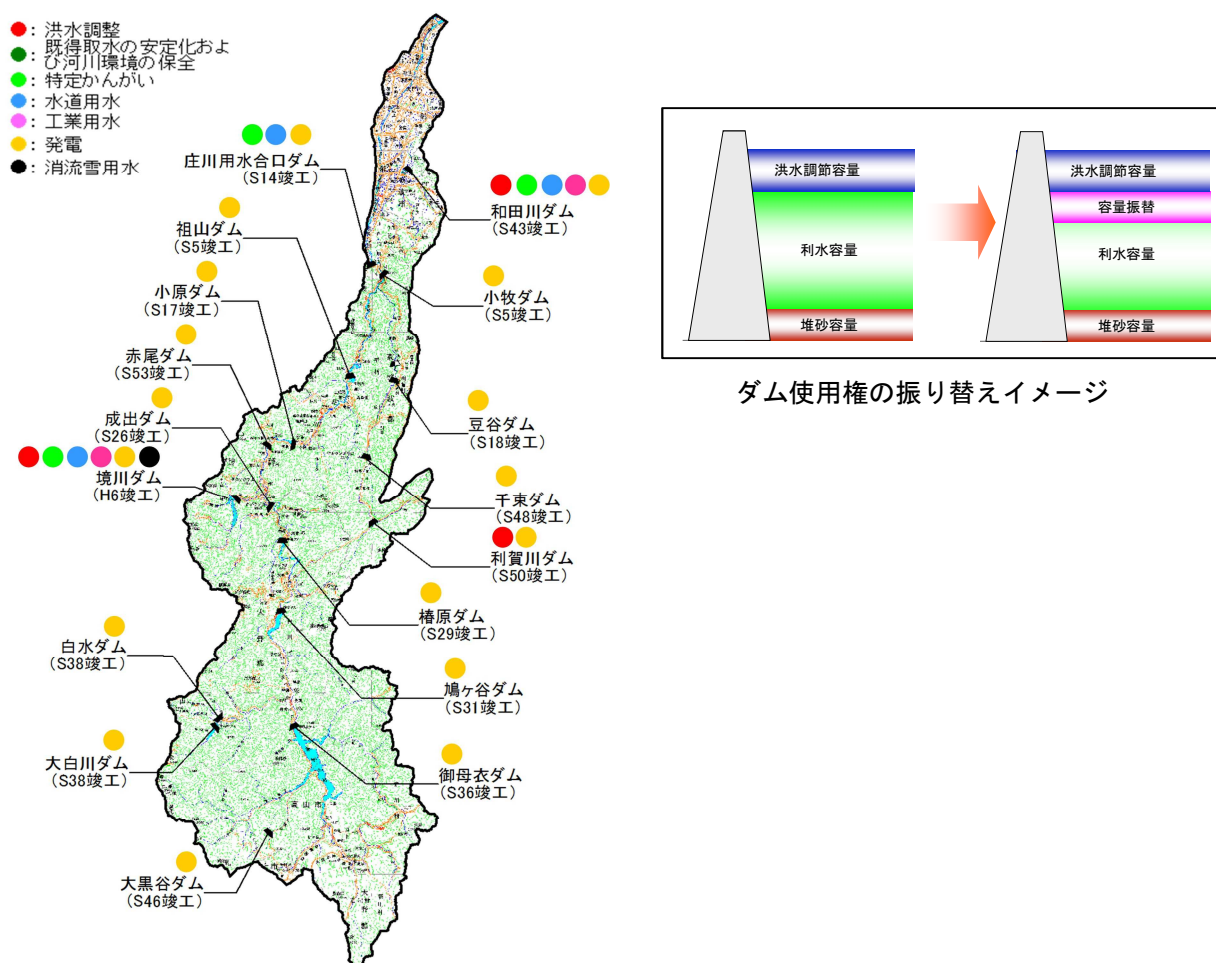 ：洪水調整
：既得取水の安定化およ
び河川環境の保全
：特定かんがい
：水道用水
：工業用水
：発電
：消流雪用水
庄川用水合口ダム
(S14竣工)
和田川ダム
(S43竣工)
祖山ダム
(S5竣工)
小牧ダム
(S5竣工)
小原ダム
(S17竣工)
赤尾ダム
(S53竣工)
成出ダム
(S26竣工)
豆谷ダム
(S18竣工)
境川ダム
(H6竣工)
千束ダム
(S48竣工)
利賀川ダム
(S50竣工)
椿原ダム
(S29竣工)
白水ダム
(S38竣工)
鳩ヶ谷ダム
(S31竣工)
大白川ダム
(S38竣工)
御母衣ダム
(S36竣工)
高山市
大黒谷ダム
(S46竣工)
洪水調節容量
利水容量
堆砂容量
洪水調節容量
容量振替
利水容量
堆砂容量
ダム使用権の振り替えイメージ